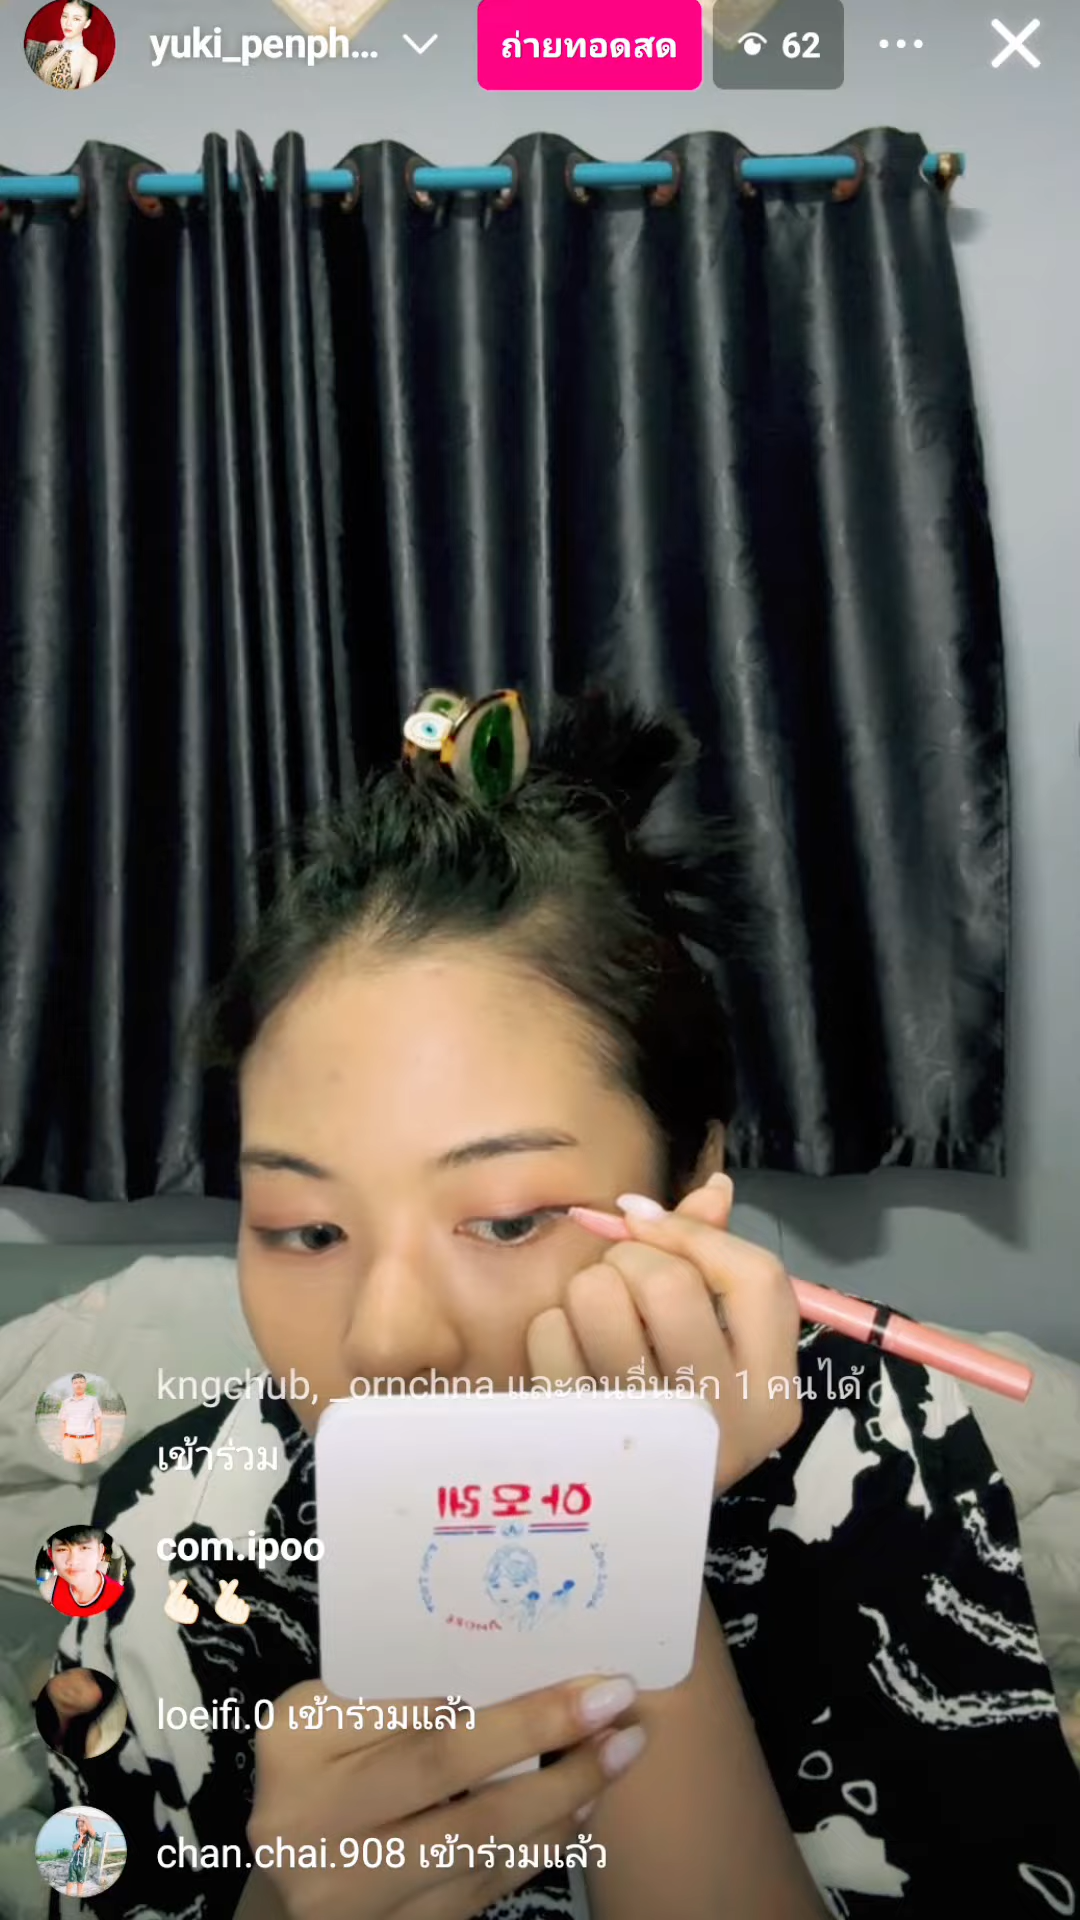 yuki_penph...
ถ่ายทอดสด
62
kngchub, _ornchna และคนอื่นอีก 1 คนได้
เข้าร่วม
아모레
com.ipoo
🫰🏻🫰🏻
loeifi.0 เข้าร่วมแล้ว
chan.chai.908 เข้าร่วมแล้ว